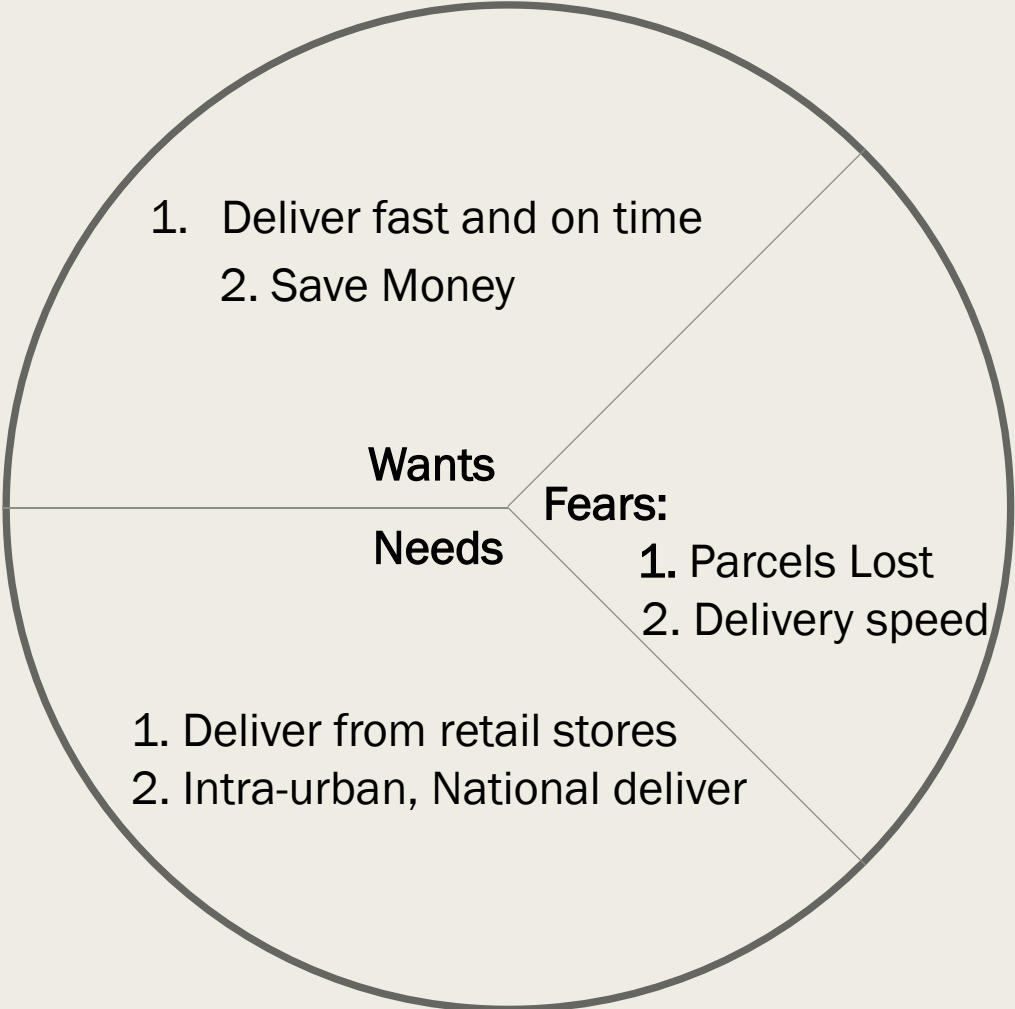 1. Deliver fast and on time
2. Save Money
Wants
Fears:
1. Parcels Lost
2. Delivery speed
Needs
1. Deliver from retail stores
2. Intra-urban, National deliver